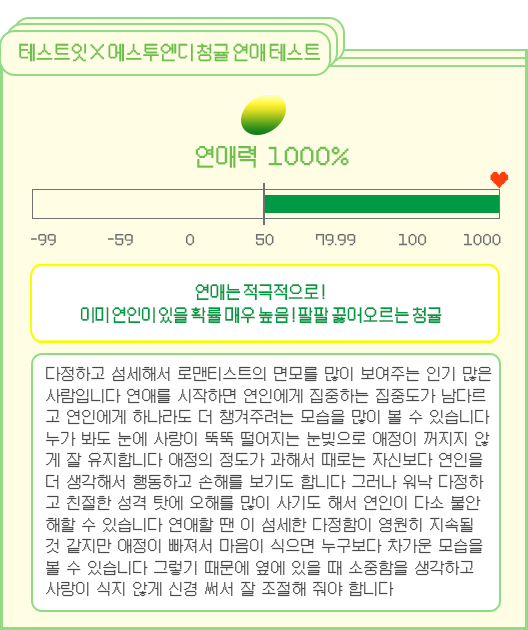 테스트잇 X 에스투엔디 청귤 연애 테스트
연애력 1000%
-99 -59 0 50 79.99 100 1000
연애는 적극적으로!
이미 연인이 있을 확률 매우 높음! 팔팔 끓어오르는 청귤
다정하고 섬세해서 로맨티스트의 면모를 많이 보여주는 인기 많은
사람입니다 연애를 시작하면 연인에게 집중하는 집중도가 남다르
고 연인에게 하나라도 더 챙겨주려는 모습을 많이 볼 수 있습니다
누가 봐도 눈에 사랑이 뚝뚝 떨어지는 눈빛으로 애정이 꺼지지 않
게 잘 유지합니다 애정의 정도가 과해서 때로는 자신보다 연인을
더 생각해서 행동하고 손해를 보기도 합니다 그러나 워낙 다정하
고 친절한 성격 탓에 오해를 많이 사기도 해서 연인이 다소 불안
해할 수 있습니다 연애할 땐 이 섬세한 다정함이 영원히 지속될
것 같지만 애정이 빠져서 마음이 식으면 누구보다 차가운 모습을
볼 수 있습니다 그렇기 때문에 옆에 있을 때 소중함을 생각하고
사랑이 식지 않게 신경 써서 잘 조절해 줘야 합니다